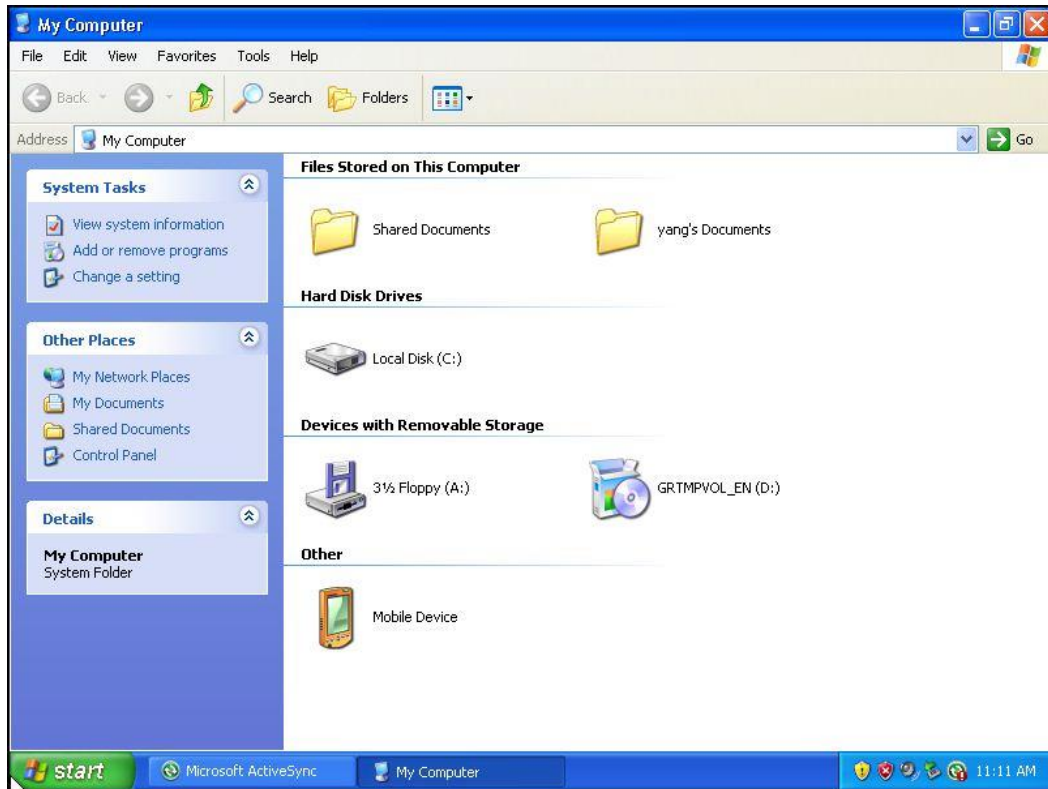 My Computer
File Edit View Favorites Tools Help
Back Search Folders
Address My Computer Go
System Tasks
View system information
Add or remove programs
Change a setting
Other Places
My Network Places
My Documents
Shared Documents
Control Panel
Details
My Computer
System Folder
Files Stored on This Computer
Shared Documents yang's Documents
Hard Disk Drives
Local Disk (C:)
Devices with Removable Storage
3½ Floppy (A:) GRTMPVOL_EN (D:)
Other
Mobile Device
start Microsoft ActiveSync My Computer 11:11 AM